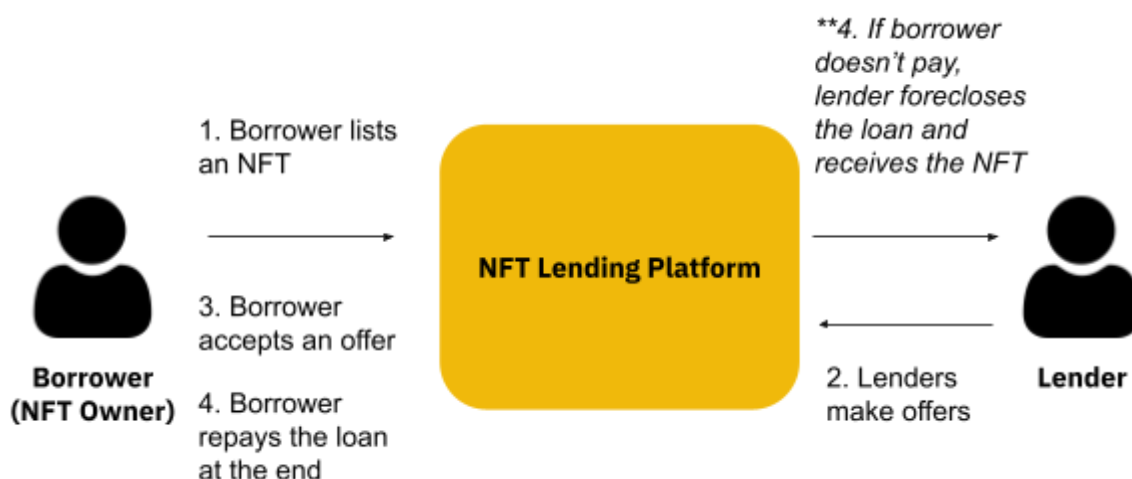 **4. If borrower
doesn’t pay,
lender forecloses
the loan and
receives the NFT
1. Borrower lists
an NFT
NFT Lending Platform
3. Borrower
accepts an offer
Borrower
(NFT Owner)
4. Borrower
repays the loan
at the end
2. Lenders
make offers
Lender